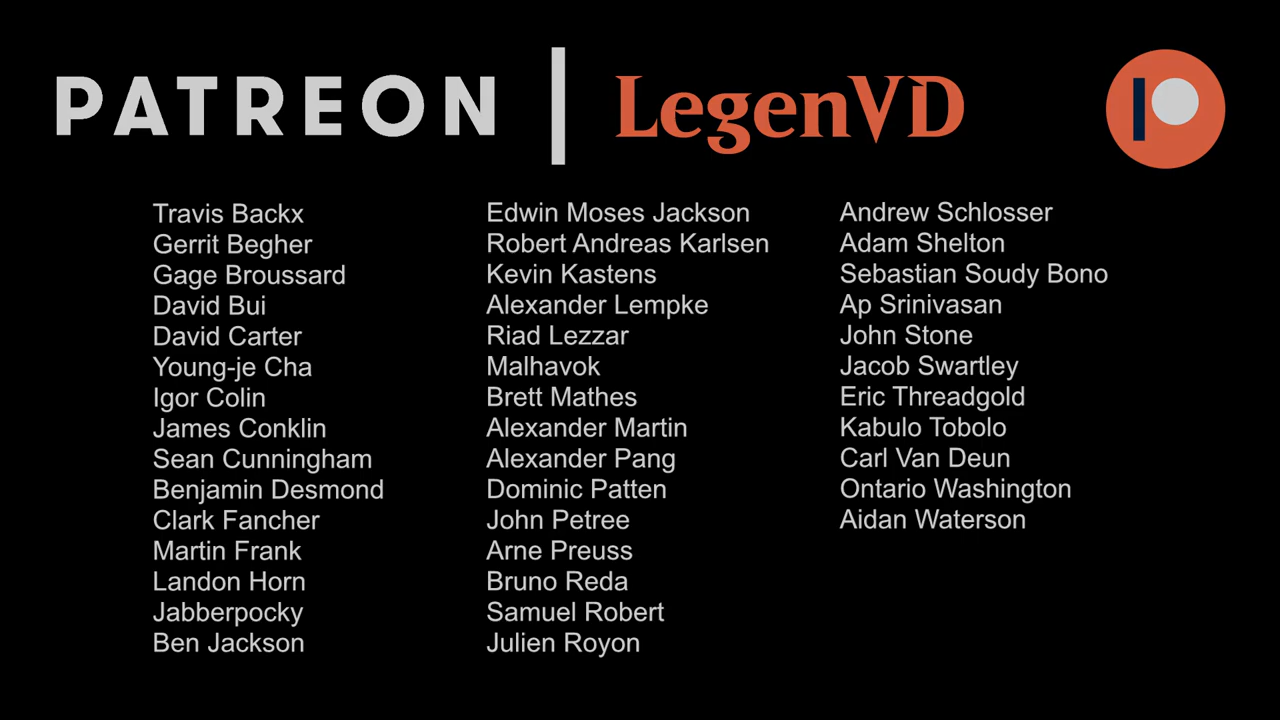 PATREON | LegenVD
Travis Backx
Gerrit Begher
Gage Broussard
David Bui
David Carter
Young-je Cha
Igor Colin
James Conklin
Sean Cunningham
Benjamin Desmond
Clark Fancher
Martin Frank
Landon Horn
Jabberpocky
Ben Jackson
Edwin Moses Jackson
Robert Andreas Karlsen
Kevin Kastens
Alexander Lempke
Riad Lezzar
Malhavok
Brett Mathes
Alexander Martin
Alexander Pang
Dominic Patten
John Petree
Arne Preuss
Bruno Reda
Samuel Robert
Julien Royon
Andrew Schlosser
Adam Shelton
Sebastian Soudy Bono
Ap Srinivasan
John Stone
Jacob Swartley
Eric Threadgold
Kabulo Tobolo
Carl Van Deun
Ontario Washington
Aidan Waterson